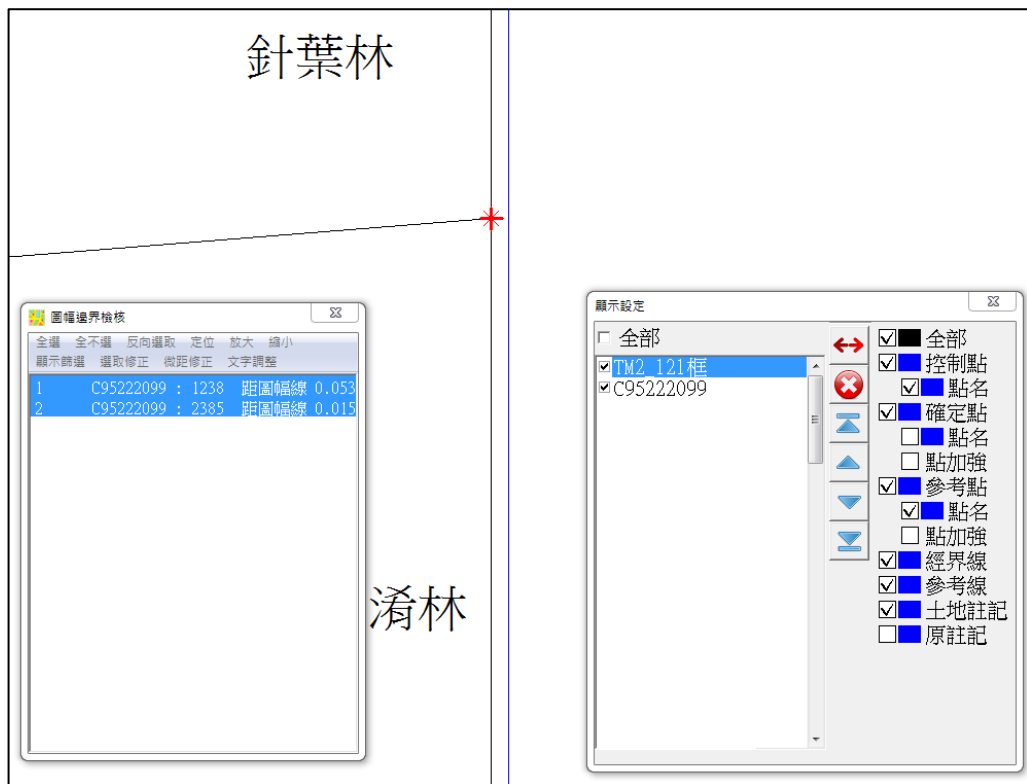 針葉林
圖幅邊界檢核
全選 全不選 反向選取 定位 放大 縮小
顯示篩選 選取修正 微距修正 文字調整
1 C95222099 : 1238 距圖幅線 0.053
2 C95222099 : 2385 距圖幅線 0.015
淆林
顯示設定
全部
TM2_121框
C95222099
全部
控制點
點名
確定點
點名
點加強
參考點
點名
點加強
經界線
參考線
土地註記
原註記